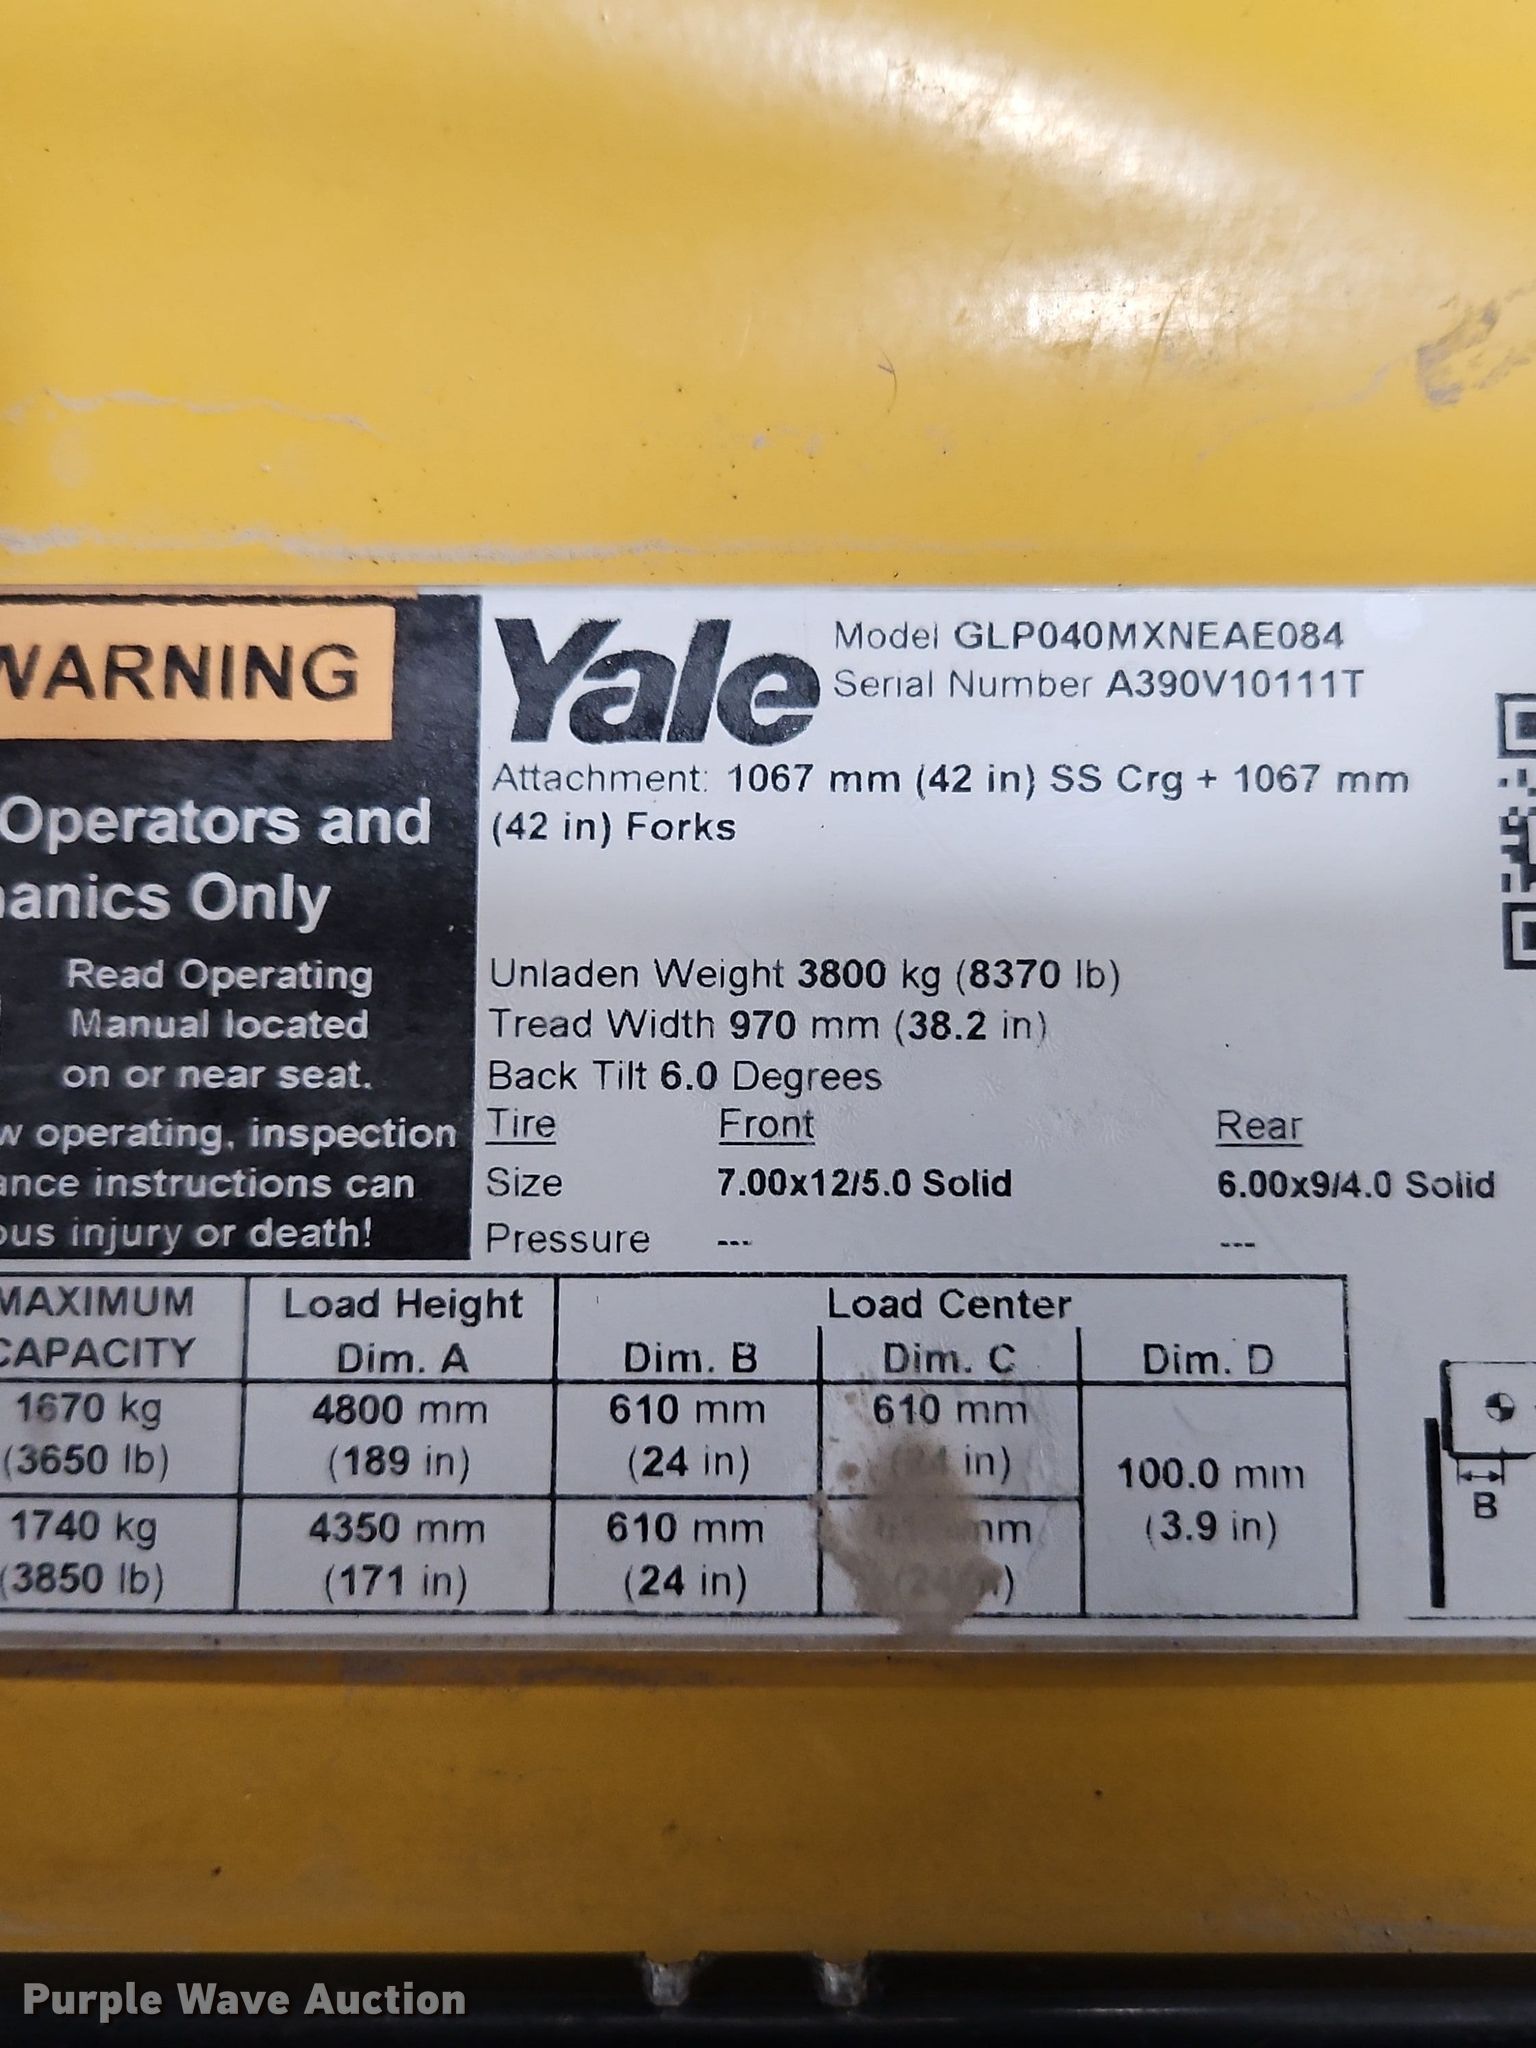 WARNING
Operators and
Only
Read Operating
Manual located
on or near seat.
operating, inspection
instructions can
injury or death!
Yale
Model GLP040MXNEAE084
Serial Number A390V10111T
Attachment: 1067 mm (42 in) SS Crg + 1067 mm
(42 in) Forks
Unladen Weight 3800 kg (8370 lb)
Tread Width 970 mm (38.2 in)
Back Tilt 6.0 Degrees
Tire Front Rear
Size 7.00x12/5.0 Solid 6.00x9/4.0 Solid
Pressure --- ---
MAXIMUM Load Height Load Center
CAPACITY Dim. A Dim. B Dim. C Dim. D
1670 kg 4800 mm 610 mm 610 mm
(3650 lb) (189 in) (24 in) (24 in) 100.0 mm
1740 kg 4350 mm 610 mm mm (3.9 in)
(3850 lb) (171 in) (24 in) (24 in)
B
Purple Wave Auction